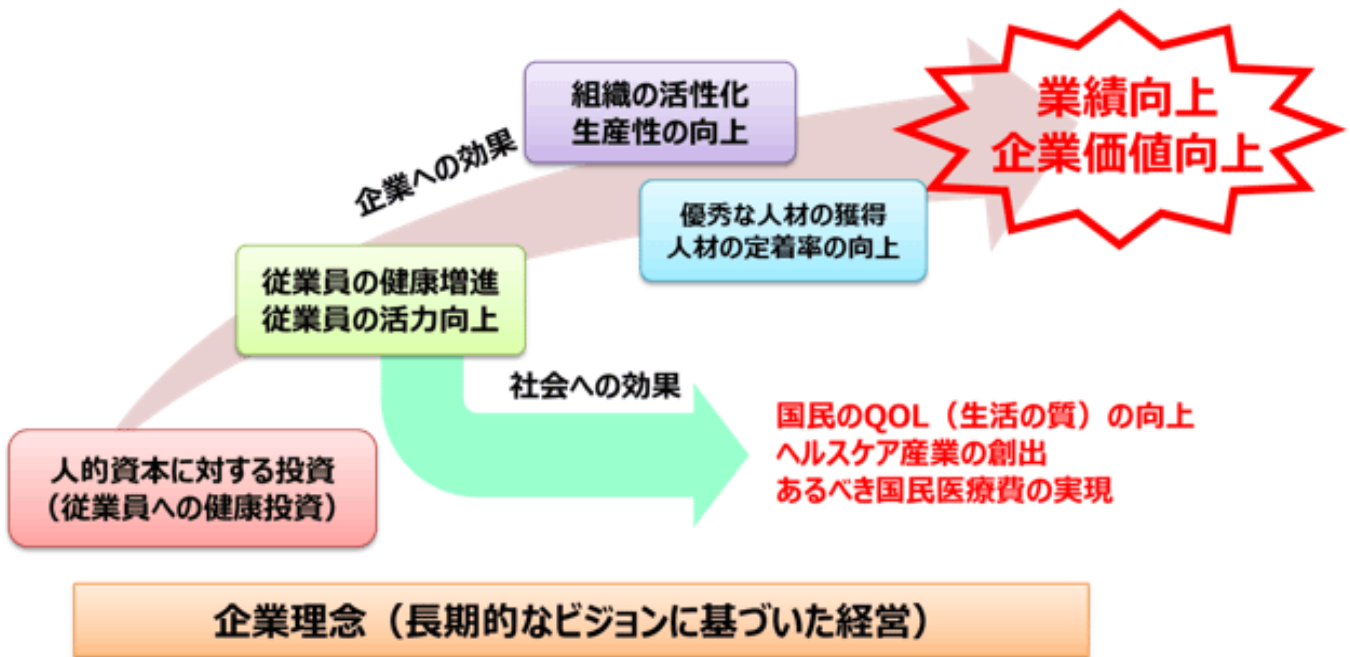 業績向上
企業価値向上
組織の活性化
生産性の向上
企業への効果
優秀な人材の獲得
人材の定着率の向上
従業員の健康増進
従業員の活力向上
社会への効果
国民のQOL（生活の質）の向上
ヘルスケア産業の創出
あるべき国民医療費の実現
人的資本に対する投資
（従業員への健康投資）
企業理念（長期的なビジョンに基づいた経営）